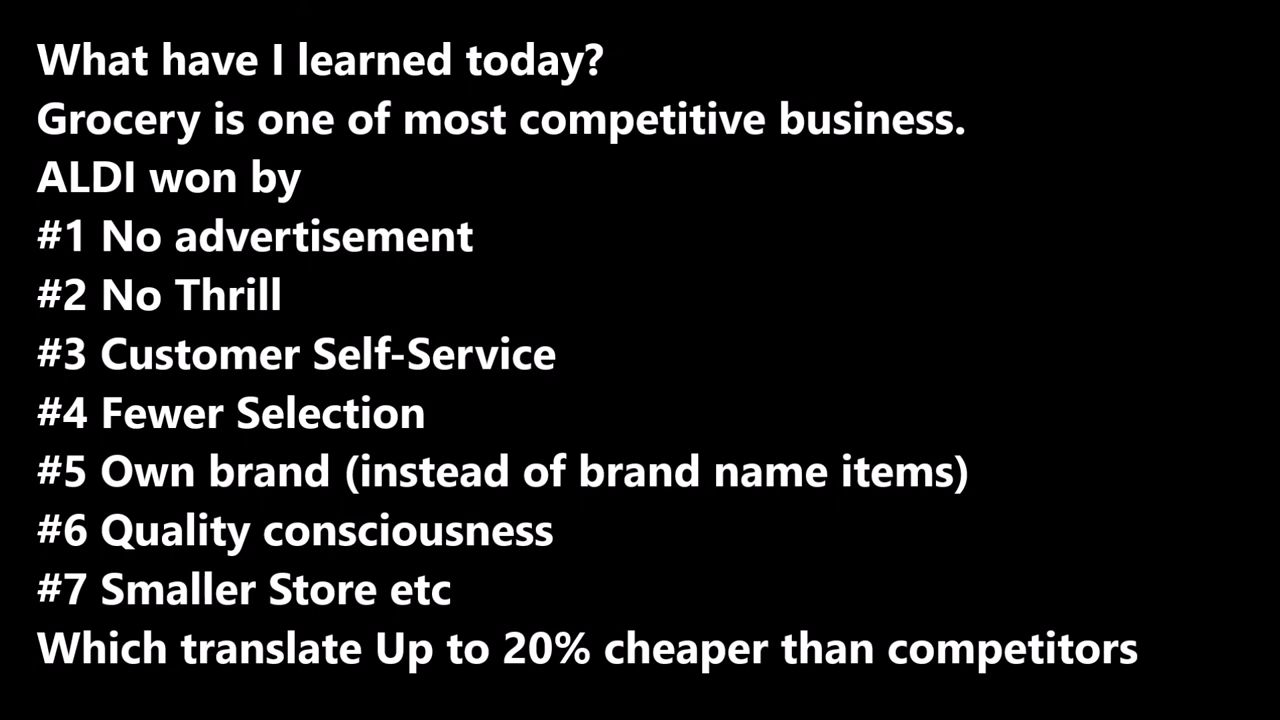 What have I learned today?
Grocery is one of most competitive business.
ALDI won by
#1 No advertisement
#2 No Thrill
#3 Customer Self-Service
#4 Fewer Selection
#5 Own brand (instead of brand name items)
#6 Quality consciousness
#7 Smaller Store etc
Which translate Up to 20% cheaper than competitors